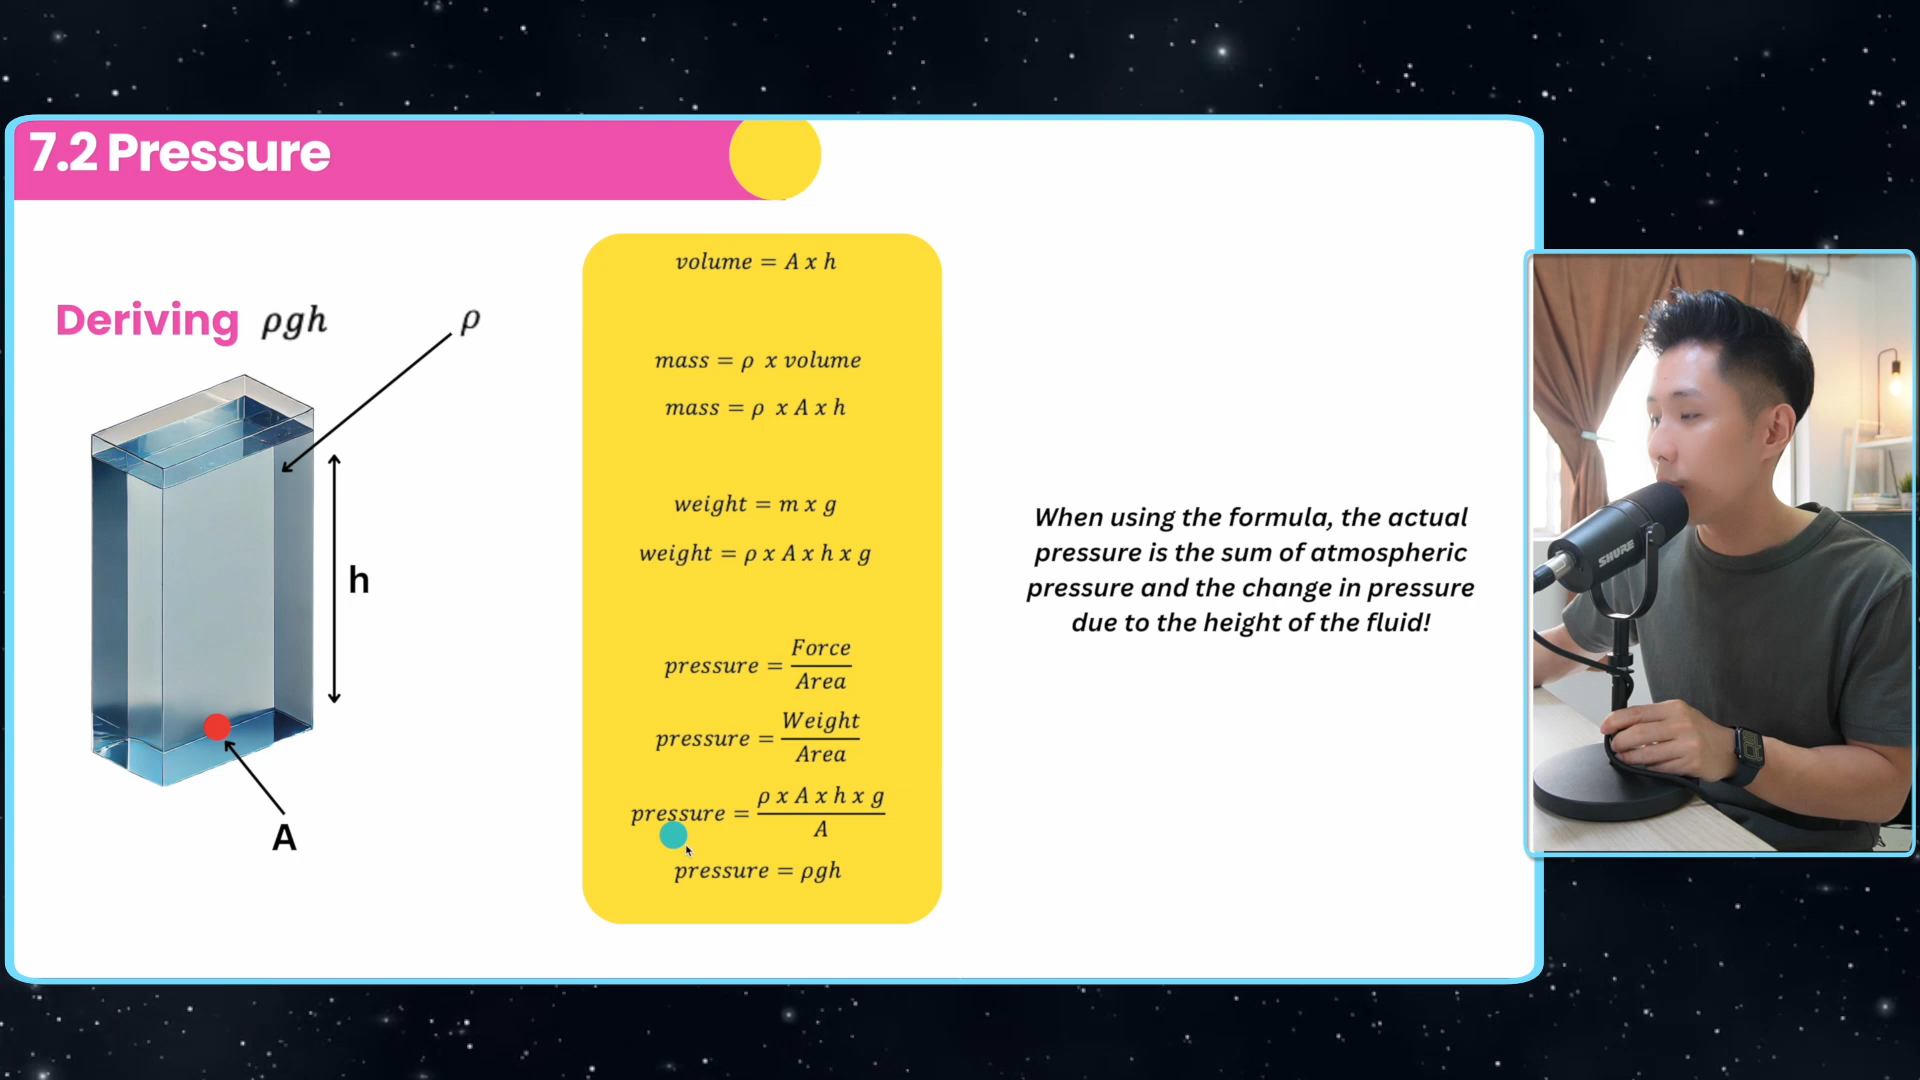 7.2 Pressure
Deriving ρgh
ρ
h
A
volume = A x h
mass = ρ x volume
mass = ρ x A x h
weight = m x g
weight = ρ x A x h x g
pressure = Force
Area
pressure = Weight
Area
pressure = ρ x A x h x g
A
pressure = ρgh
When using the formula, the actual
pressure is the sum of atmospheric
pressure and the change in pressure
due to the height of the fluid!
SHURE